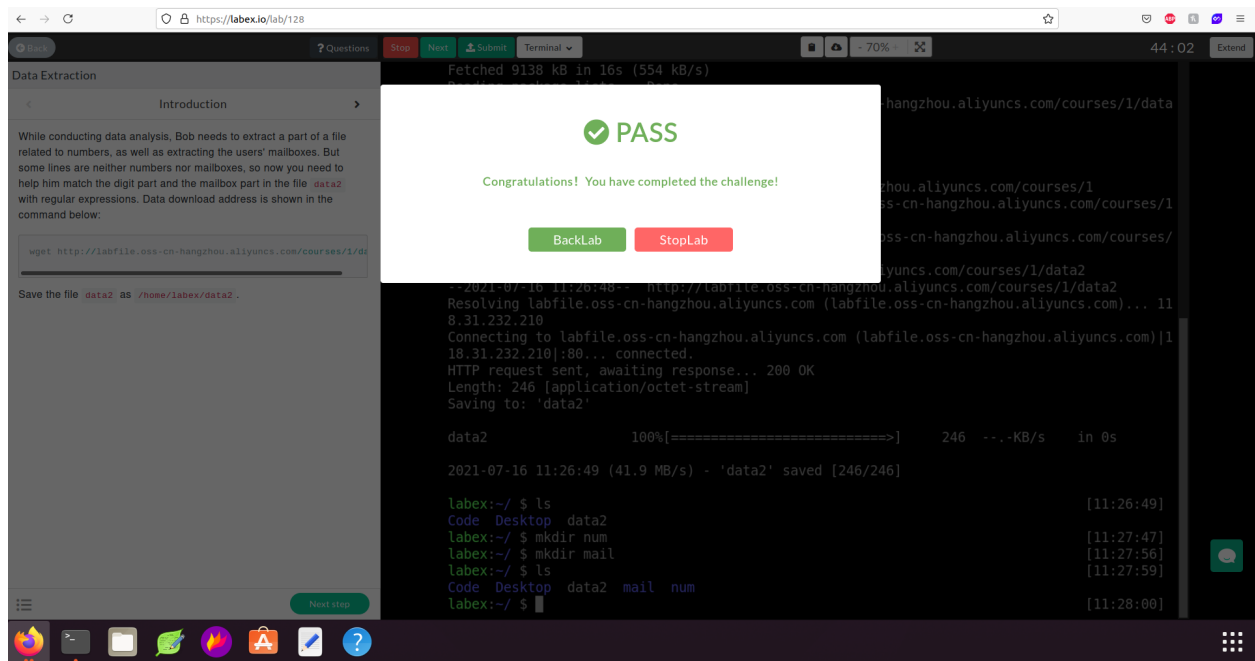 https://labex.io/lab/128
Back
? Questions
Stop
Next
Submit
Terminal
- 70% +
44:02
Extend
Data Extraction
Introduction
While conducting data analysis, Bob needs to extract a part of a file
related to numbers, as well as extracting the users' mailboxes. But
some lines are neither numbers nor mailboxes, so now you need to
help him match the digit part and the mailbox part in the file data2
with regular expressions. Data download address is shown in the
command below:
wget http://labfile.oss-cn-hangzhou.aliyuncs.com/courses/1/da
Save the file data2 as /home/labex/data2 .
Next step
PASS
Congratulations! You have completed the challenge!
BackLab
StopLab
Fetched 9138 kB in 16s (554 kB/s)
-hangzhou.aliyuncs.com/courses/1/data
zhou.aliyuncs.com/courses/1
ss-cn-hangzhou.aliyuncs.com/courses/1
oss-cn-hangzhou.aliyuncs.com/courses/
iyuncs.com/courses/1/data2
--2021-07-16 11:26:48-- http://labfile.oss-cn-hangzhou.aliyuncs.com/courses/1/data2
Resolving labfile.oss-cn-hangzhou.aliyuncs.com (labfile.oss-cn-hangzhou.aliyuncs.com)... 11
8.31.232.210
Connecting to labfile.oss-cn-hangzhou.aliyuncs.com (labfile.oss-cn-hangzhou.aliyuncs.com)|1
18.31.232.210|:80... connected.
HTTP request sent, awaiting response... 200 OK
Length: 246 [application/octet-stream]
Saving to: 'data2'
data2 100%[===========================>] 246 --.-KB/s in 0s
2021-07-16 11:26:49 (41.9 MB/s) - 'data2' saved [246/246]
labex:~/ $ ls [11:26:49]
Code Desktop data2
labex:~/ $ mkdir num [11:27:47]
labex:~/ $ mkdir mail [11:27:56]
labex:~/ $ ls [11:27:59]
Code Desktop data2 mail num
labex:~/ $ [11:28:00]